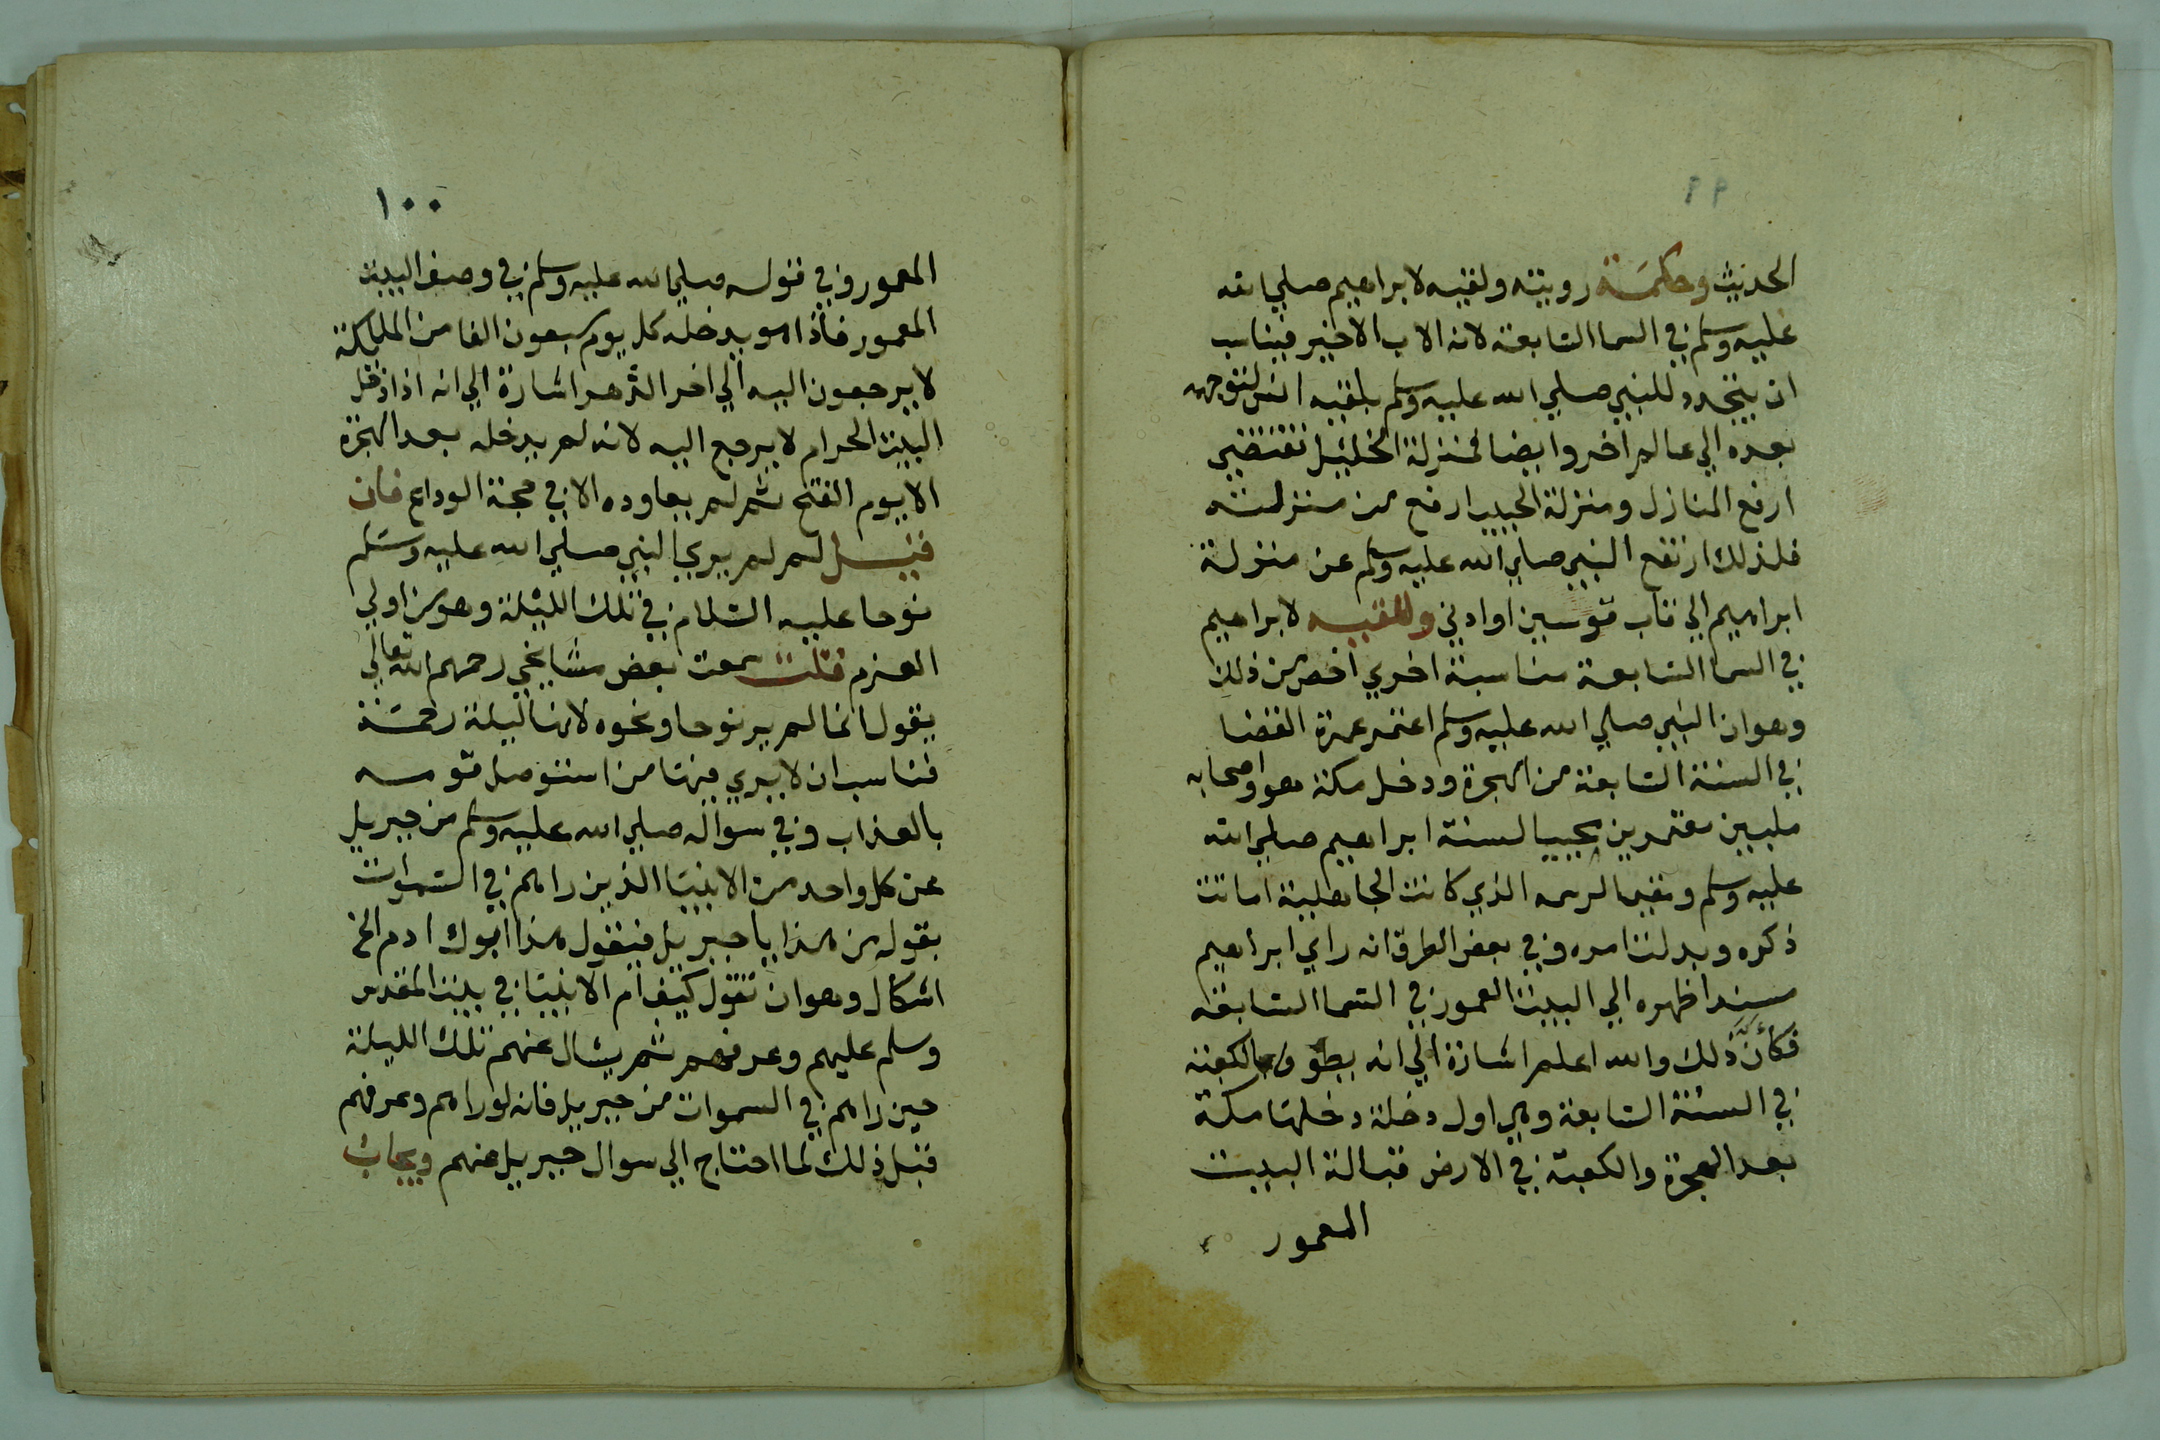 ٩٩
الحديث وحكمة رويته ولقيه لابراهيم صلي الله
عليه وسلم في السما السابعة لانه الاب الاخير فيناسب
ان يتجدد للنبي صلي الله عليه وسلم بلقيه انس لتوجهه
بعده الي عالم اخر وايضا فمنزلة الخليل تقتضي
ارفع المنازل ومنزلة الحبيب ارفع من منزلته
فلذلك ارتفع النبي صلي الله عليه وسلم عن منزلة
ابراهيم الي قاب قوسين او ادني وللقيه لابراهيم
في السما السابعة مناسبة اخري اخص من ذلك
وهو ان النبي صلي الله عليه وسلم اعتمر عمرة القضا
في السنة السابعة من الهجرة ودخل مكة هو واصحابه
ملبين معتمرين محييا لسنة ابراهيم صلي الله
عليه وسلم ومقيما لرسمه الذي كانت الجاهلية اماتت
ذكره وبدلت امره وفي بعض الطرق انه راي ابراهيم
مسندا ظهره الي البيت المعمور في السما السابعة
فكأن ذلك والله اعلم اشارة الي انه يطوف بالكعبة
في السنة السابعة وهي اول دخلة دخلها مكة
بعد الهجرة والكعبة في الارض قبالة البيت
المعمور
١٠٠
المعمور وفي قوله صلي الله عليه وسلم في وصف البيت
المعمور فاذا هو يدخله كل يوم سبعون الفا من الملايكة
لا يرجعون اليه الي اخر الدهر اشارة الي انه اذا دخل
البيت الحرام لا يرجع اليه لانه لم يدخله بعد الهجرة
الا يوم الفتح ثم لم يعاوده الا في حجة الوداع فان
قيل لم لم يري النبي صلي الله عليه وسلم
نوحا عليه السلام في تلك الليلة وهو من اولي
العزم قلت سمعت بعض مشايخي رحمهم الله تعالي
يقول انما لم ير نوحا ونحوه لانها ليلة رحمة
فناسب ان لا يري فيها من استوصل قومه
بالعذاب وفي سواله صلي الله عليه وسلم من جبريل
عن كل واحد من الانبيا الذين راهم في السموات
بقوله من هذا يا جبريل فيقول هذا ابوك ادم الخ
اشكال وهو ان تقول كيف ام الانبيا في بيت المقدس
وسلم عليهم وعرفهم ثم يسال عنهم تلك الليلة
حين راهم في السموات من جبريل فانه لو راهم وعرفهم
قبل ذلك لما احتاج الي سوال جبريل عنهم ويجاب